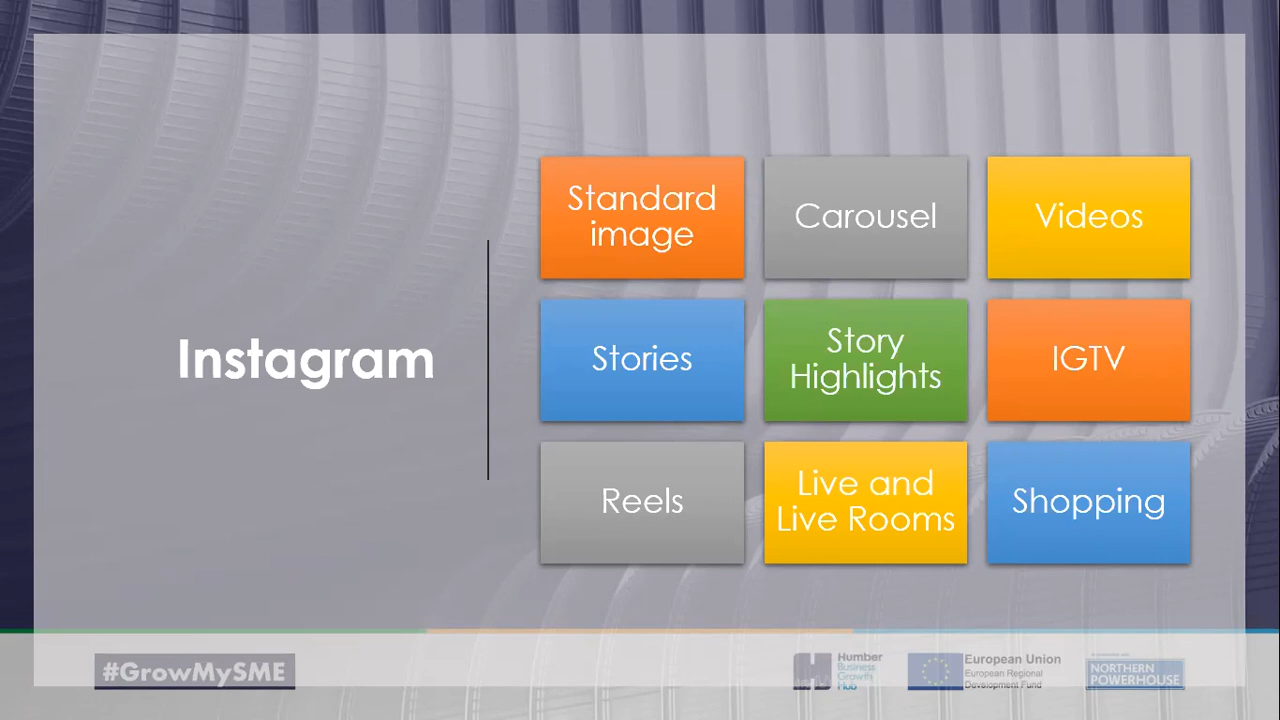 Instagram
Standard
image
Carousel
Videos
Stories
Story
Highlights
IGTV
Reels
Live and
Live Rooms
Shopping
#GrowMySME
Humber
Business
Growth
Hub
European Union
European Regional
Development Fund
NORTHERN
POWERHOUSE